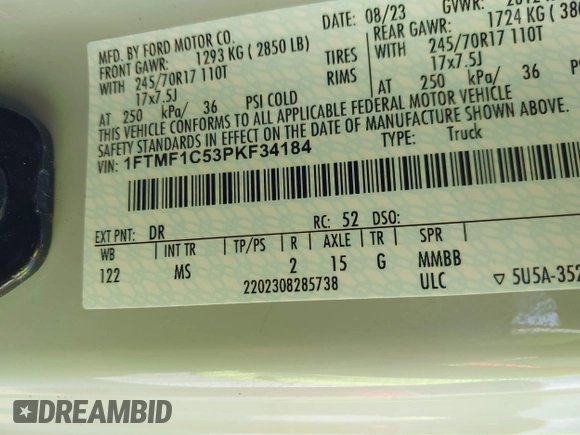 MFD. BY FORD MOTOR CO. 08/23 GVWR:
FRONT GAWR: 1293 KG ( 2850 LB) REAR GAWR: 1724 KG
WITH 245/70R17 110T TIRES WITH 245/70R17 110T
17x7.5J RIMS 17x7.5J
AT 250 kPa/ 36 PSI COLD AT 250 kPa/ 36
THIS VEHICLE CONFORMS TO ALL APPLICABLE FEDERAL MOTOR VEHICLE
SAFETY STANDARDS IN EFFECT ON THE DATE OF MANUFACTURE SHOWN
1FTMF1C53PKF34184 TYPE: Truck
EXT PNT: DR RC: 52 DSO:
WB INT TR TP/PS R AXLE TR SPR
122 MS 2 15 G MMBB
2202308285738 ULC ▽ 5U5A-352
DREAMBID